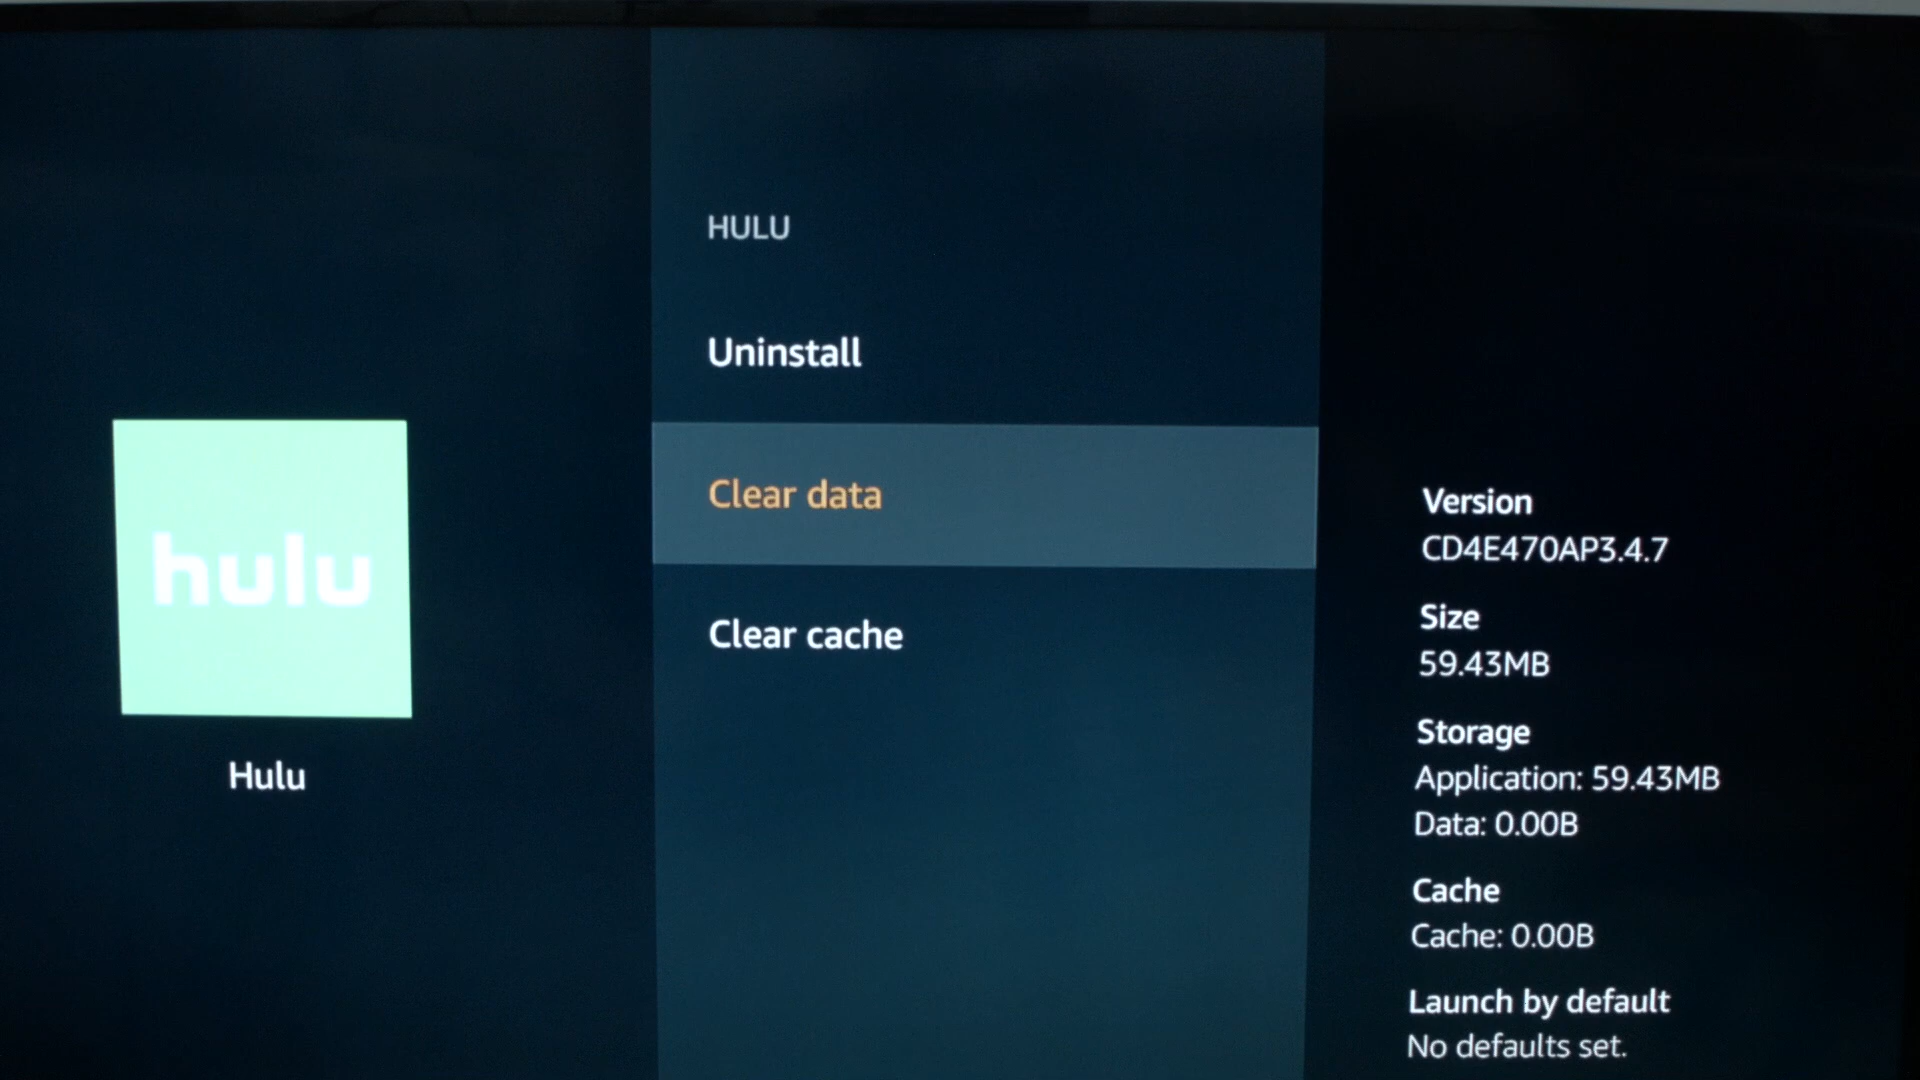 hulu
Hulu
HULU
Uninstall
Clear data
Clear cache
Version
CD4E470AP3.4.7
Size
59.43MB
Storage
Application: 59.43MB
Data: 0.00B
Cache
Cache: 0.00B
Launch by default
No defaults set.